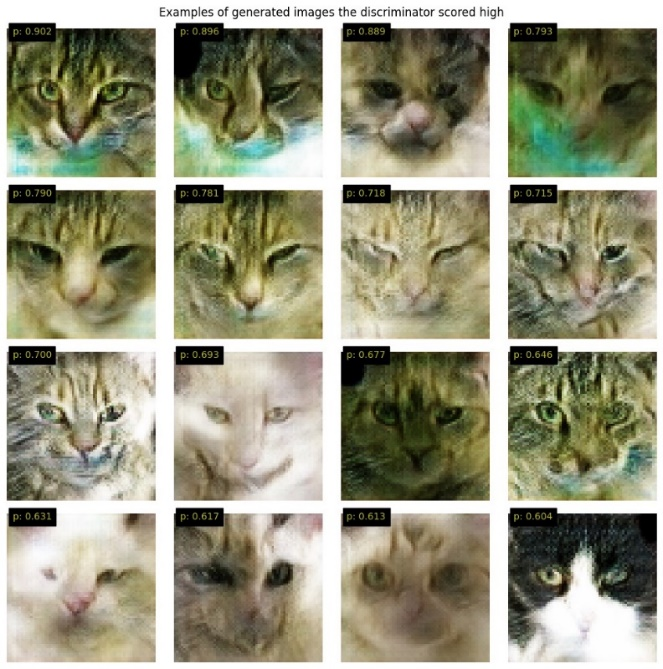 Examples of generated images the discriminator scored high
p: 0.902
p: 0.896
p: 0.889
p: 0.793
p: 0.790
p: 0.781
p: 0.718
p: 0.715
p: 0.700
p: 0.693
p: 0.677
p: 0.646
p: 0.631
p: 0.617
p: 0.613
p: 0.604